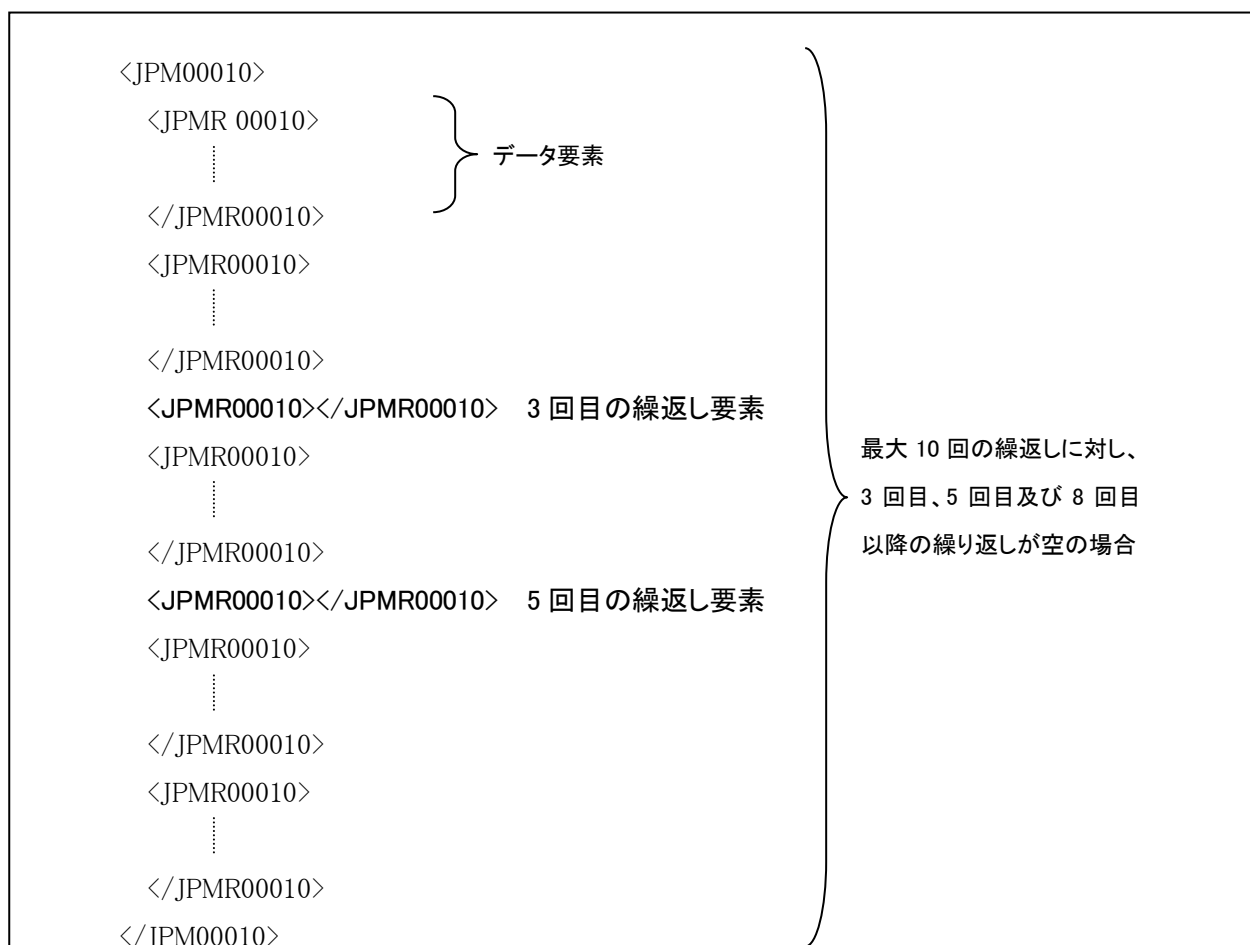 <JPM00010>
<JPMR 00010>
データ要素
</JPMR00010>
<JPMR00010>
</JPMR00010>
<JPMR00010></JPMR00010> 3 回目の繰返し要素
<JPMR00010>
</JPMR00010>
<JPMR00010></JPMR00010> 5 回目の繰返し要素
<JPMR00010>
</JPMR00010>
<JPMR00010>
</JPMR00010>
</JPM00010>
最大 10 回の繰返しに対し、
3 回目、5 回目及び 8 回目
以降の繰り返しが空の場合